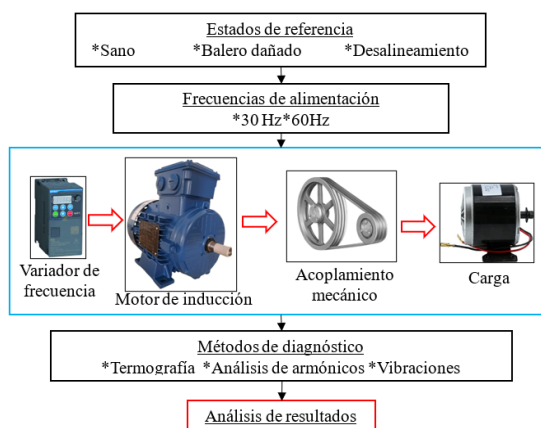 Estados de referencia
*Sano *Balero dañado *Desalineamiento
Frecuencias de alimentación
*30 Hz*60Hz
Variador de
frecuencia
Motor de inducción
Acoplamiento
mecánico
Carga
Métodos de diagnóstico
*Termografía *Análisis de armónicos *Vibraciones
Análisis de resultados